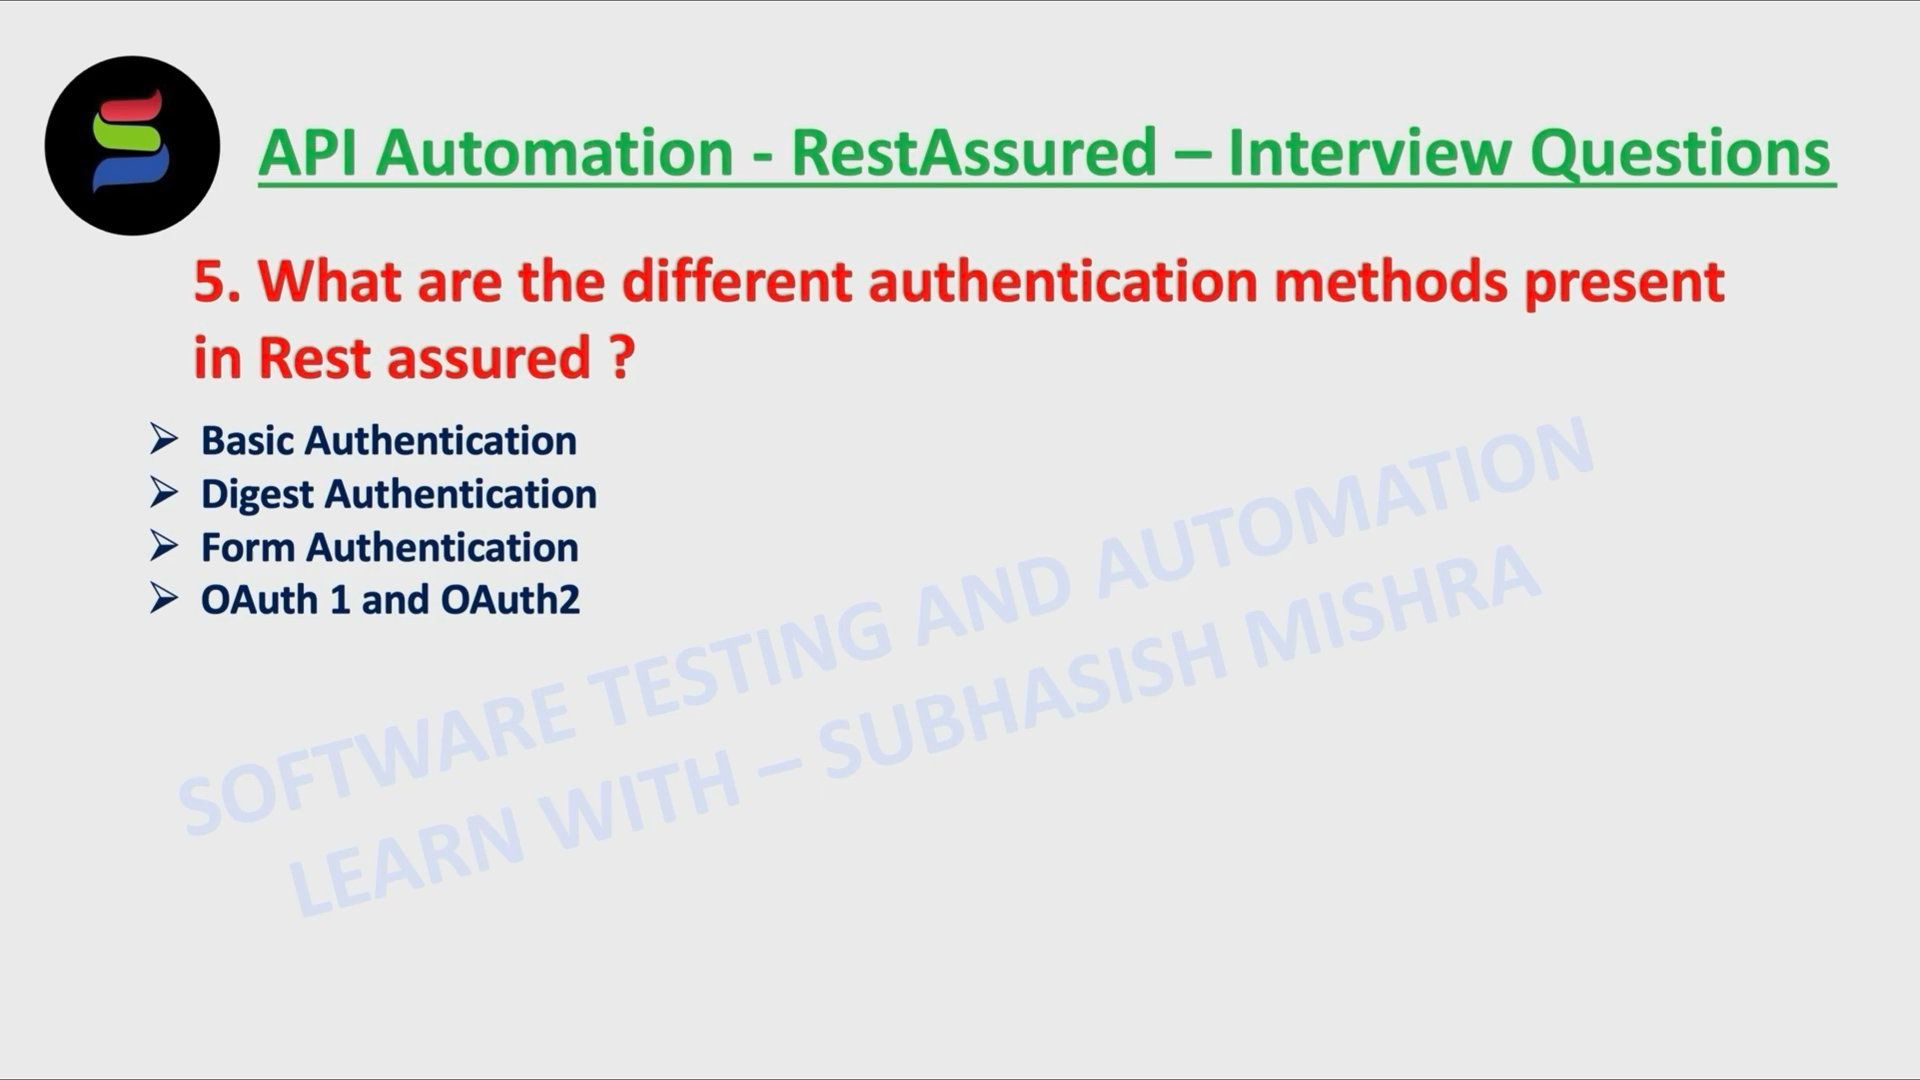 API Automation - RestAssured – Interview Questions
5. What are the different authentication methods present
in Rest assured ?
Basic Authentication
Digest Authentication
Form Authentication
OAuth 1 and OAuth2
SOFTWARE TESTING AND AUTOMATION
LEARN WITH – SUBHASISH MISHRA